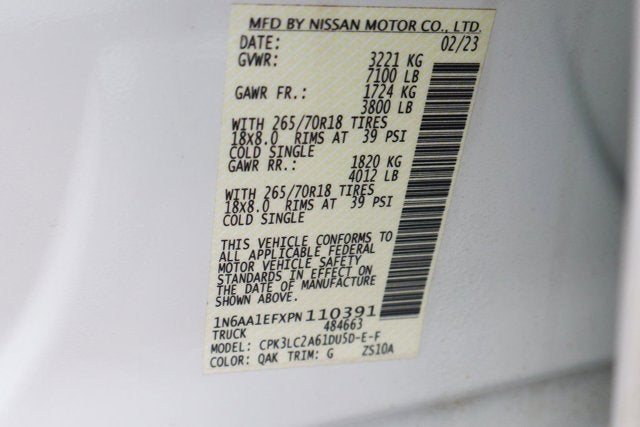 MFD BY NISSAN MOTOR CO., LTD.
DATE: 02/23
GVWR: 3221 KG
7100 LB
GAWR FR.: 1724 KG
3800 LB
WITH 265/70R18 TIRES
18X8.0 RIMS AT 39 PSI
COLD SINGLE
GAWR RR.: 1820 KG
4012 LB
WITH 265/70R18 TIRES
18X8.0 RIMS AT 39 PSI
COLD SINGLE
THIS VEHICLE CONFORMS TO
ALL APPLICABLE FEDERAL
MOTOR VEHICLE SAFETY
STANDARDS IN EFFECT ON
THE DATE OF MANUFACTURE
SHOWN ABOVE.
1N6AA1EFXPN110391
TRUCK 484663
MODEL: CPK3LC2A61DU5D-E-F
COLOR: QAK TRIM: G ZS10A